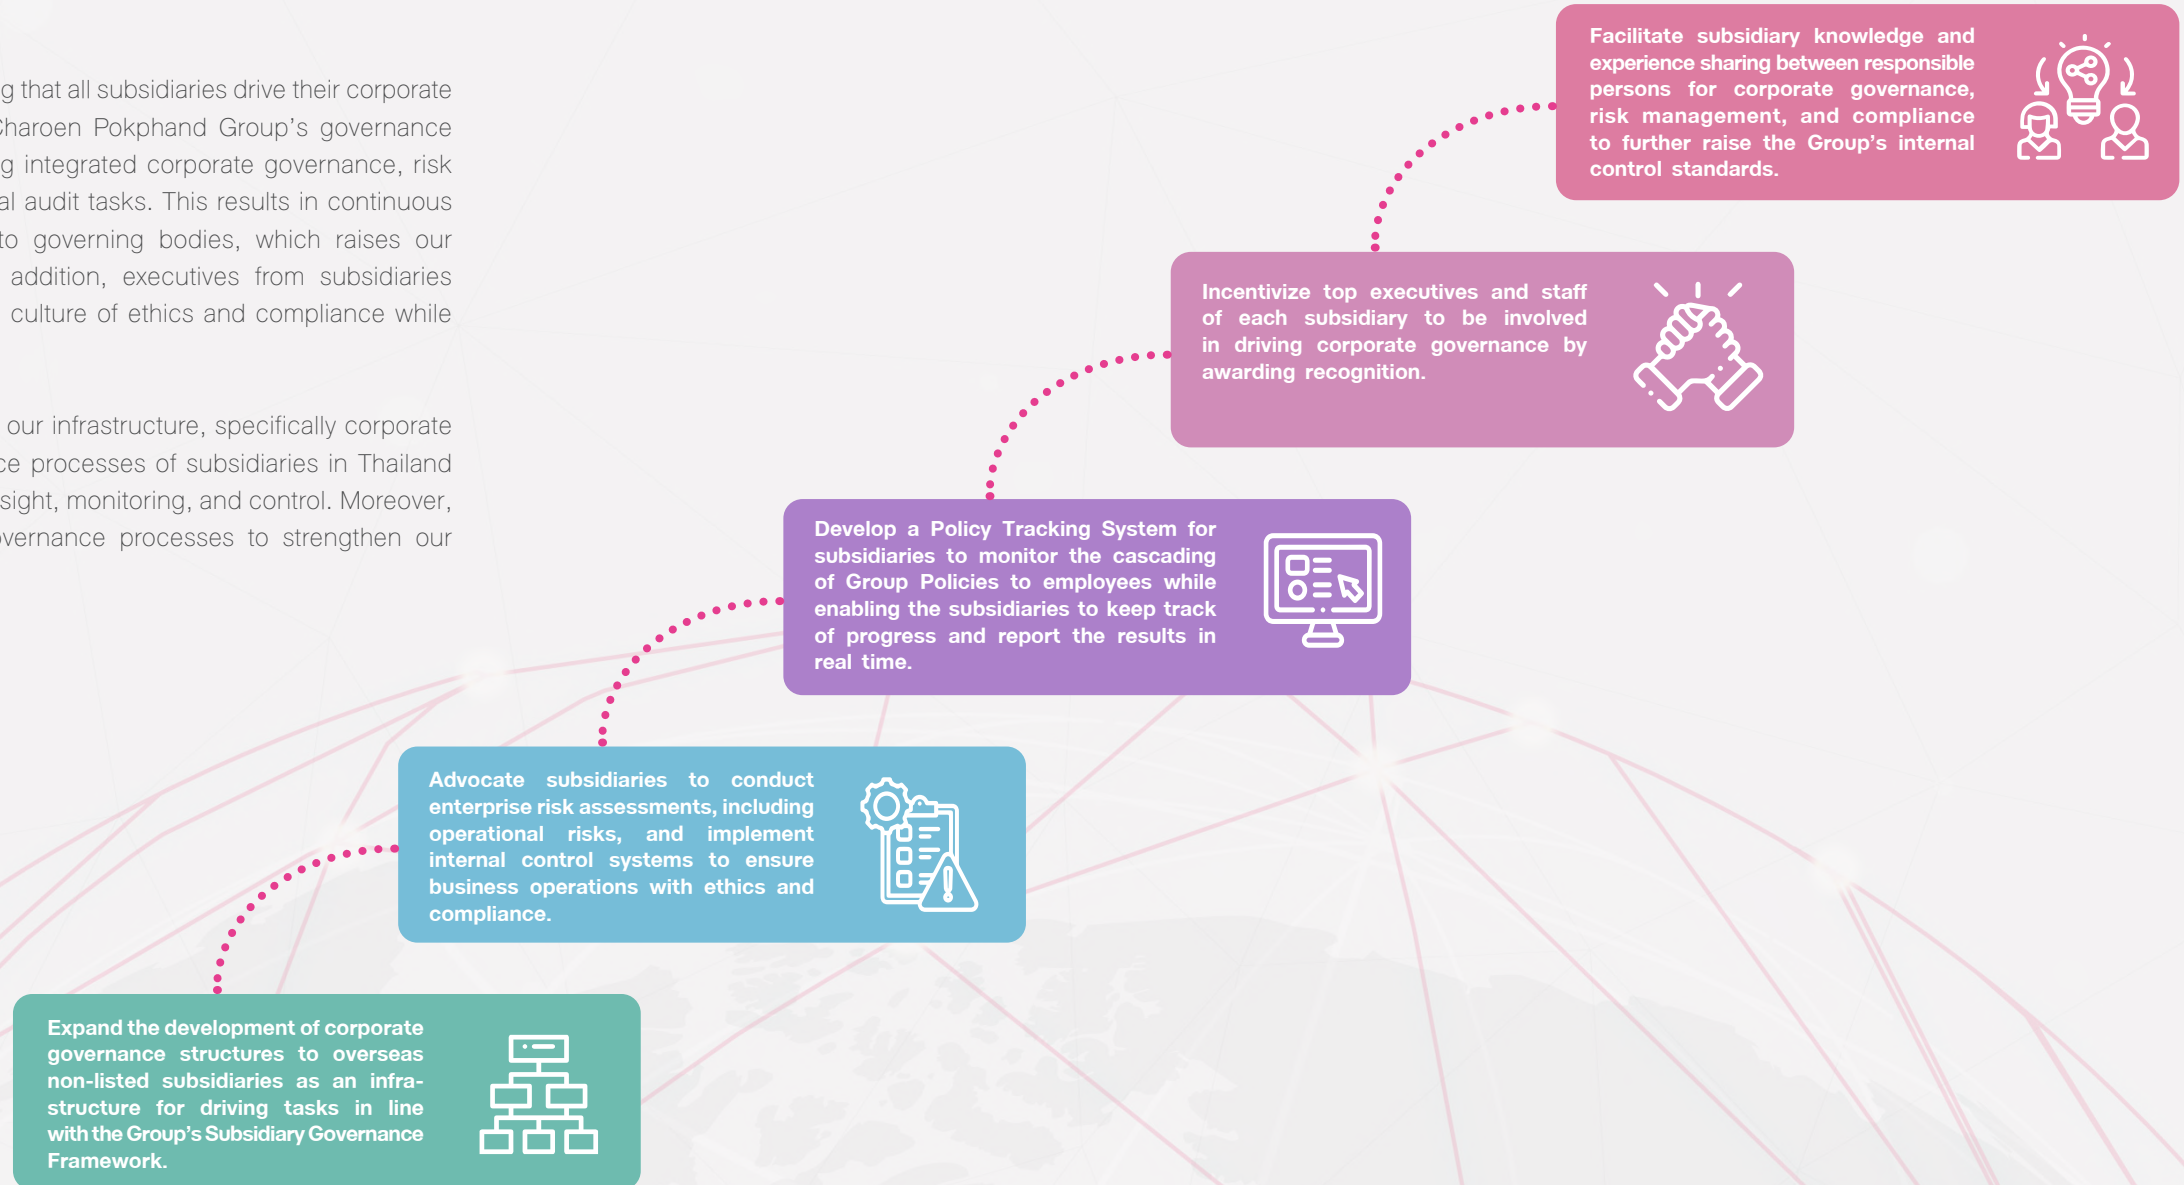 g that all subsidiaries drive their corporate
Charoen Pokphand Group's governance
g integrated corporate governance, risk
al audit tasks. This results in continuous
to governing bodies, which raises our
addition, executives from subsidiaries
culture of ethics and compliance while
our infrastructure, specifically corporate
ce processes of subsidiaries in Thailand
sight, monitoring, and control. Moreover,
vernance processes to strengthen our
Facilitate subsidiary knowledge and
experience sharing between responsible
persons for corporate governance,
risk management, and compliance
to further raise the Group's internal
control standards.
Incentivize top executives and staff
of each subsidiary to be involved
in driving corporate governance by
awarding recognition.
Develop a Policy Tracking System for
subsidiaries to monitor the cascading
of Group Policies to employees while
enabling the subsidiaries to keep track
of progress and report the results in
real time.
Advocate subsidiaries to conduct
enterprise risk assessments, including
operational risks, and implement
internal control systems to ensure
business operations with ethics and
compliance.
Expand the development of corporate
governance structures to overseas
non-listed subsidiaries as an infra-
structure for driving tasks in line
with the Group's Subsidiary Governance
Framework.